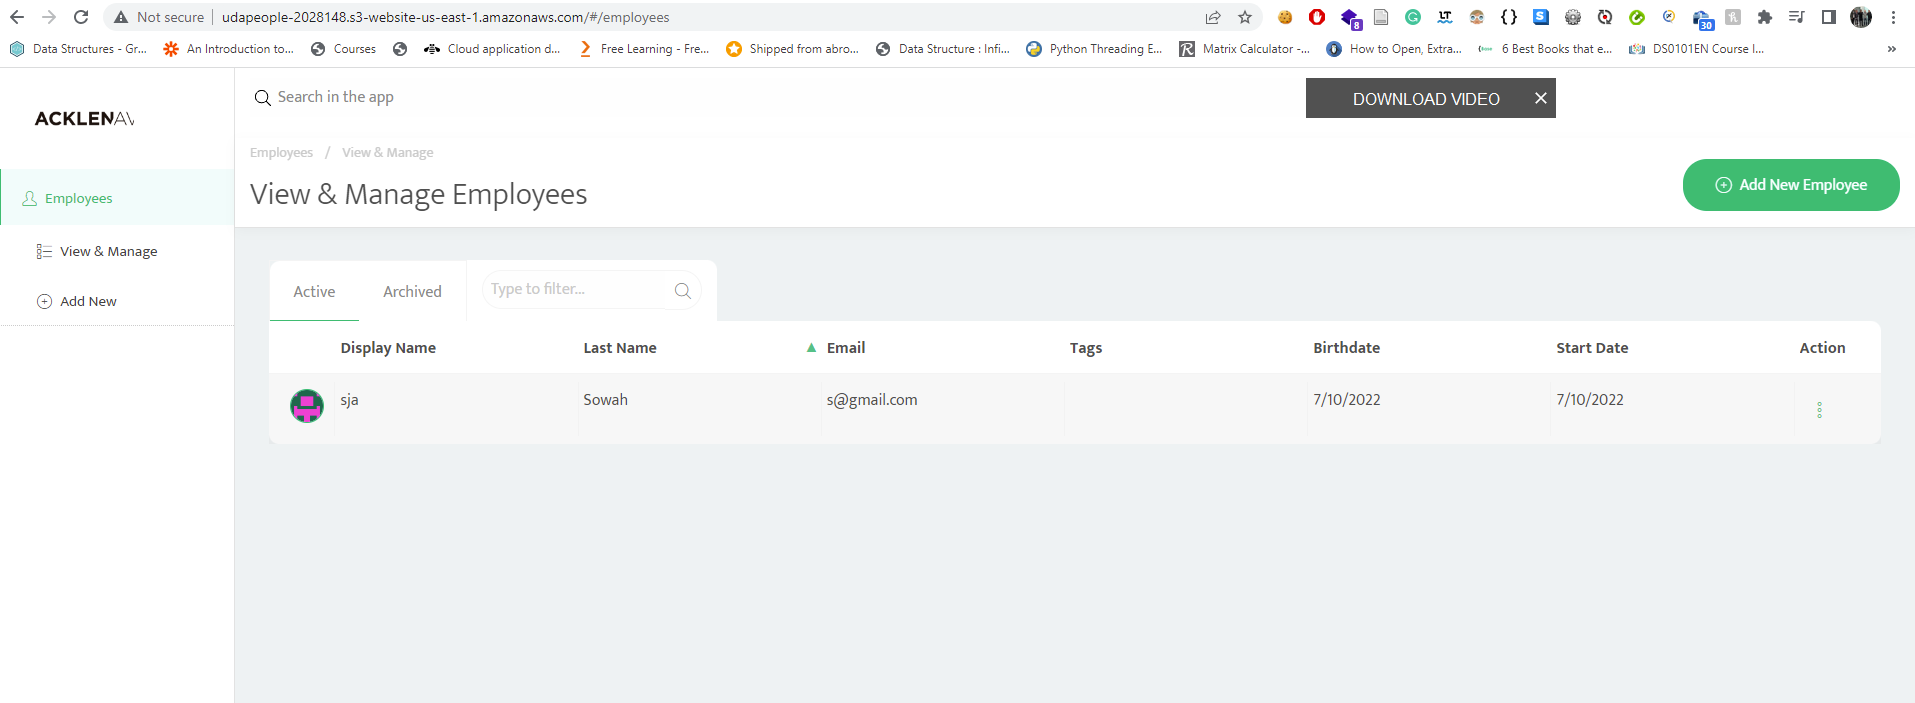 Not secure | udapeople-2028148.s3-website-us-east-1.amazonaws.com/#/employees
8
LT
{}
S
30
Data Structures - Gr... An Introduction to... Courses Cloud application d... Free Learning - Fre... Shipped from abro... Data Structure : Infi... Python Threading E... Matrix Calculator -... How to Open, Extra... 6 Best Books that e... DS0101EN Course I... »
ACKLENAV
Employees
View & Manage
Add New
Search in the app
DOWNLOAD VIDEO ×
Employees / View & Manage
View & Manage Employees
Add New Employee
Active Archived Type to filter...
Display Name Last Name ▲ Email Tags Birthdate Start Date Action
sja Sowah s@gmail.com 7/10/2022 7/10/2022